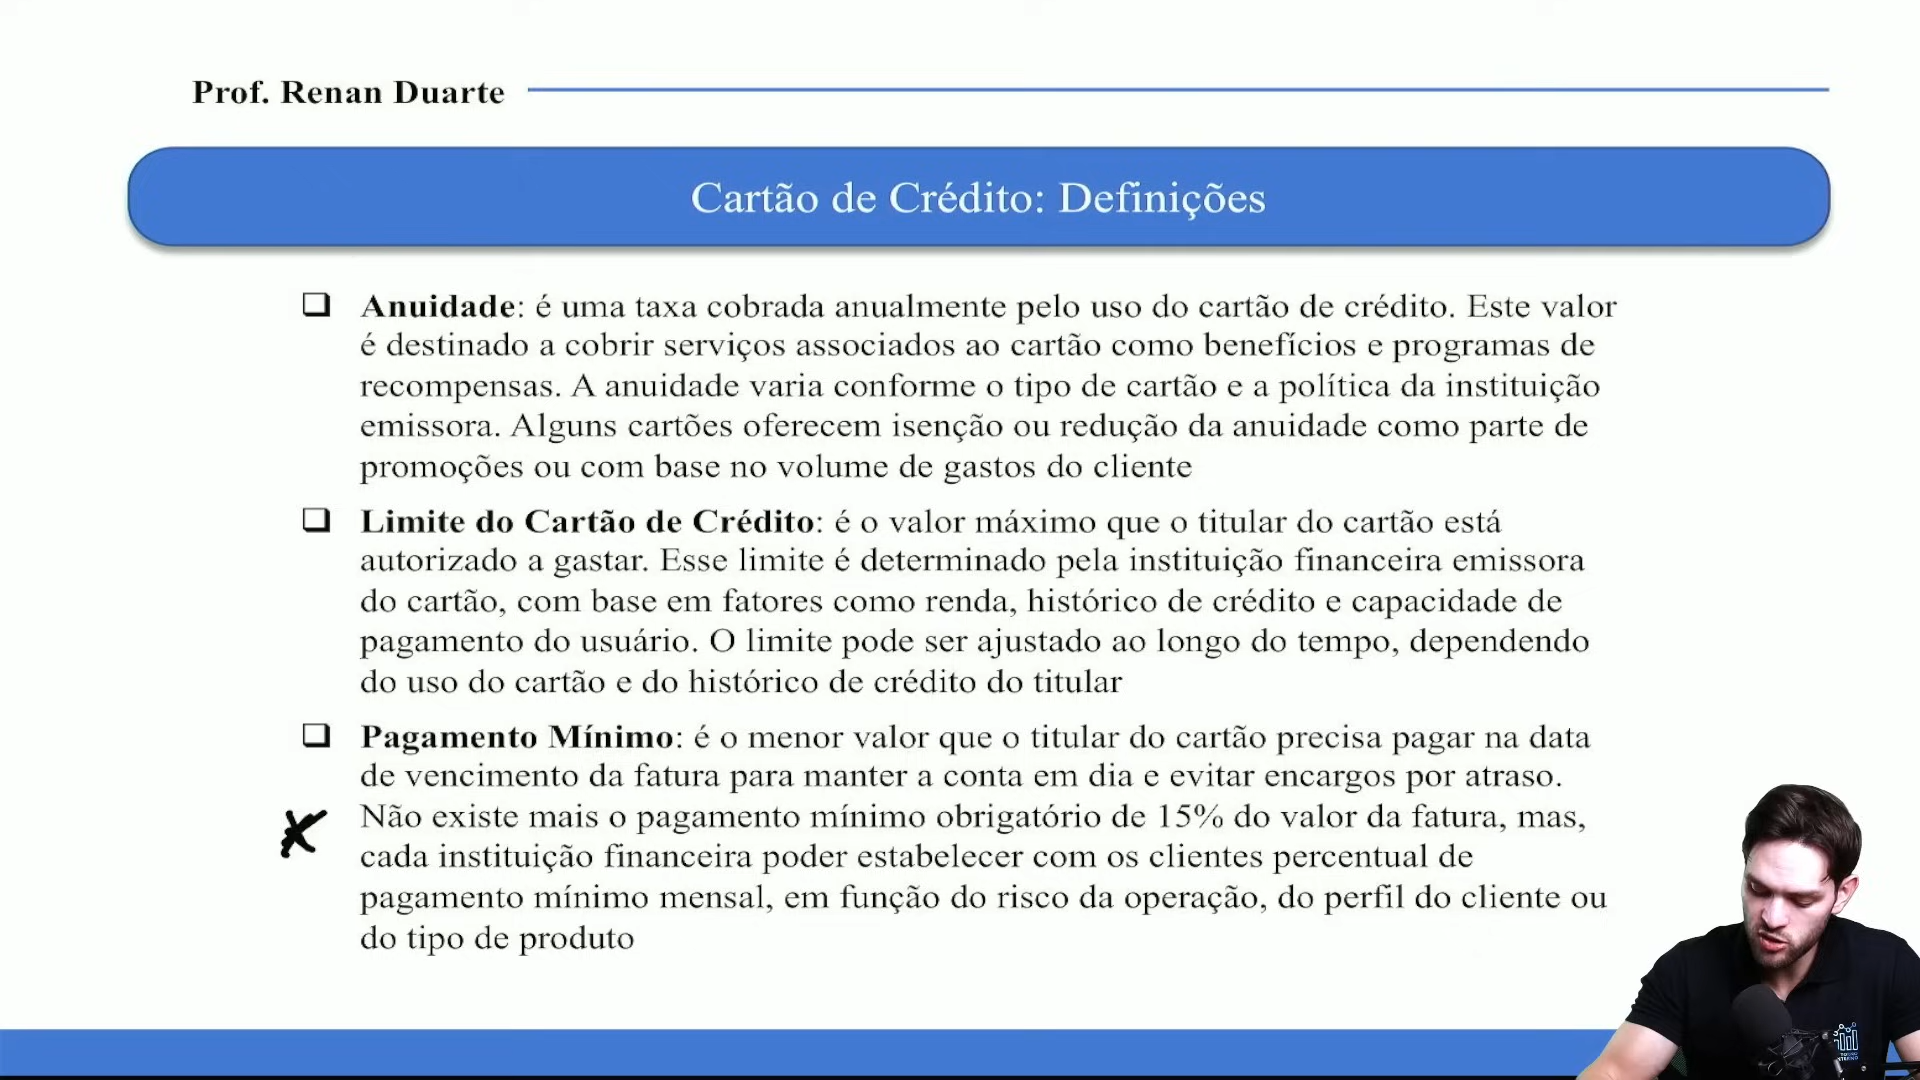 Prof. Renan Duarte
Cartão de Crédito: Definições
❑ Anuidade: é uma taxa cobrada anualmente pelo uso do cartão de crédito. Este valor
é destinado a cobrir serviços associados ao cartão como benefícios e programas de
recompensas. A anuidade varia conforme o tipo de cartão e a política da instituição
emissora. Alguns cartões oferecem isenção ou redução da anuidade como parte de
promoções ou com base no volume de gastos do cliente
❑ Limite do Cartão de Crédito: é o valor máximo que o titular do cartão está
autorizado a gastar. Esse limite é determinado pela instituição financeira emissora
do cartão, com base em fatores como renda, histórico de crédito e capacidade de
pagamento do usuário. O limite pode ser ajustado ao longo do tempo, dependendo
do uso do cartão e do histórico de crédito do titular
❑ Pagamento Mínimo: é o menor valor que o titular do cartão precisa pagar na data
de vencimento da fatura para manter a conta em dia e evitar encargos por atraso.
Não existe mais o pagamento mínimo obrigatório de 15% do valor da fatura, mas,
cada instituição financeira poder estabelecer com os clientes percentual de
pagamento mínimo mensal, em função do risco da operação, do perfil do cliente ou
do tipo de produto